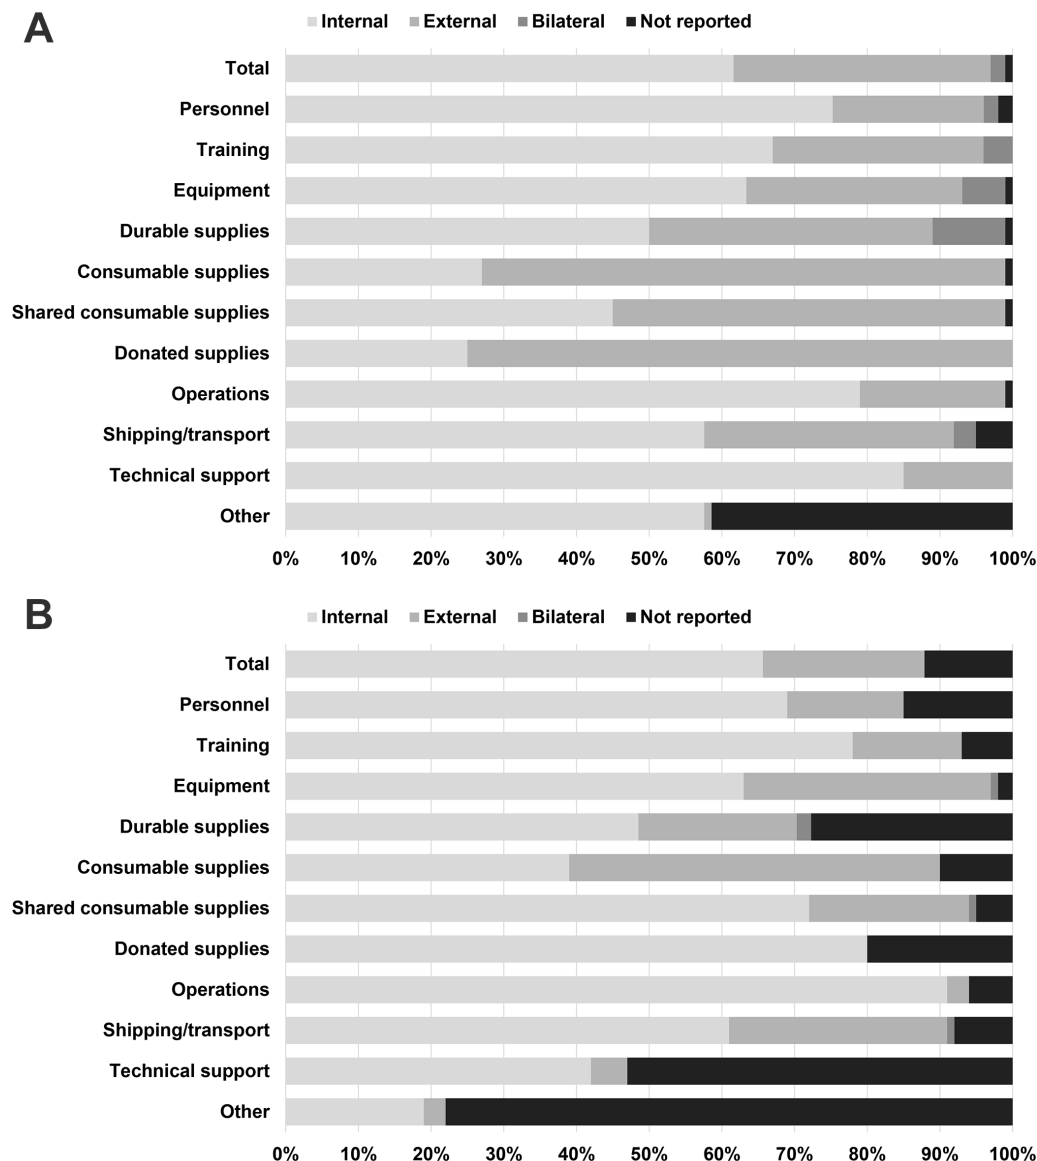 A
Internal External Bilateral Not reported
Total
Personnel
Training
Equipment
Durable supplies
Consumable supplies
Shared consumable supplies
Donated supplies
Operations
Shipping/transport
Technical support
Other
0% 10% 20% 30% 40% 50% 60% 70% 80% 90% 100%
B
Internal External Bilateral Not reported
Total
Personnel
Training
Equipment
Durable supplies
Consumable supplies
Shared consumable supplies
Donated supplies
Operations
Shipping/transport
Technical support
Other
0% 10% 20% 30% 40% 50% 60% 70% 80% 90% 100%